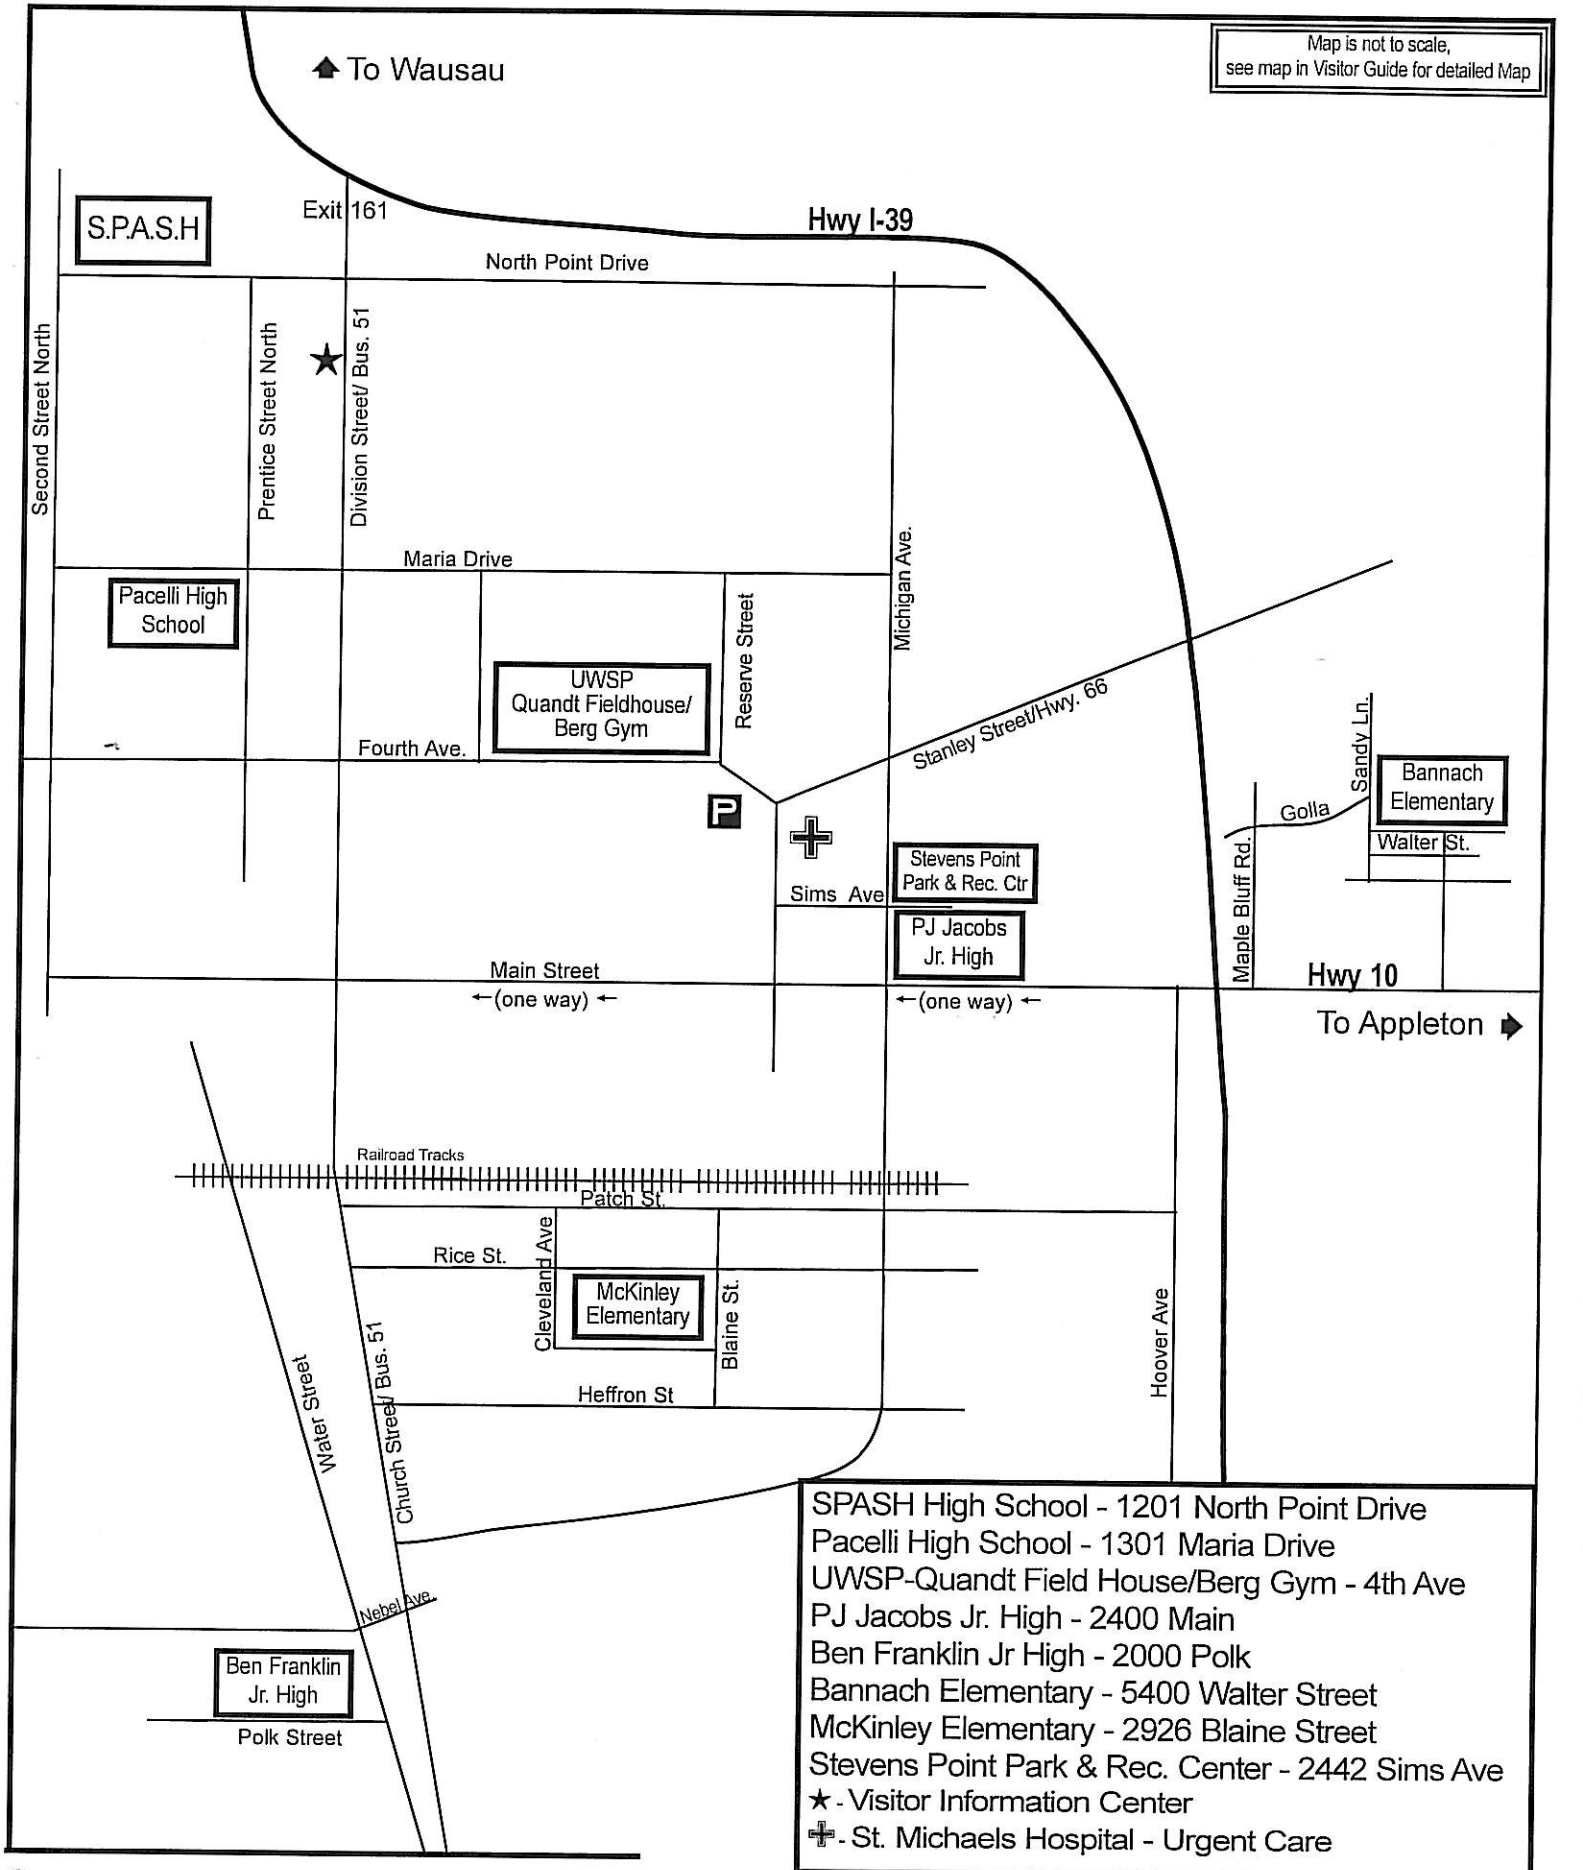 Map is not to scale,
see map in Visitor Guide for detailed Map
To Wausau
S.P.A.S.H
Exit 161
Hwy I-39
North Point Drive
Second Street North
Prentice Street North
Division Street/ Bus. 51
Maria Drive
Michigan Ave.
Pacelli High
School
UWSP
Quandt Fieldhouse/
Berg Gym
Reserve Street
Stanley Street/Hwy. 66
Fourth Ave.
Sandy Ln.
Bannach
Elementary
Golla
Walter St.
P
Maple Bluff Rd.
Stevens Point
Park & Rec. Ctr
Sims Ave
PJ Jacobs
Jr. High
Main Street
(one way)
(one way)
Hwy 10
To Appleton
Railroad Tracks
Patch St.
Cleveland Ave
Rice St.
McKinley
Elementary
Blaine St.
Hoover Ave
Heffron St
Water Street
Church Street/ Bus. 51
Nebel Ave.
Ben Franklin
Jr. High
Polk Street
SPASH High School - 1201 North Point Drive
Pacelli High School - 1301 Maria Drive
UWSP-Quandt Field House/Berg Gym - 4th Ave
PJ Jacobs Jr. High - 2400 Main
Ben Franklin Jr High - 2000 Polk
Bannach Elementary - 5400 Walter Street
McKinley Elementary - 2926 Blaine Street
Stevens Point Park & Rec. Center - 2442 Sims Ave
★ - Visitor Information Center
- St. Michaels Hospital - Urgent Care